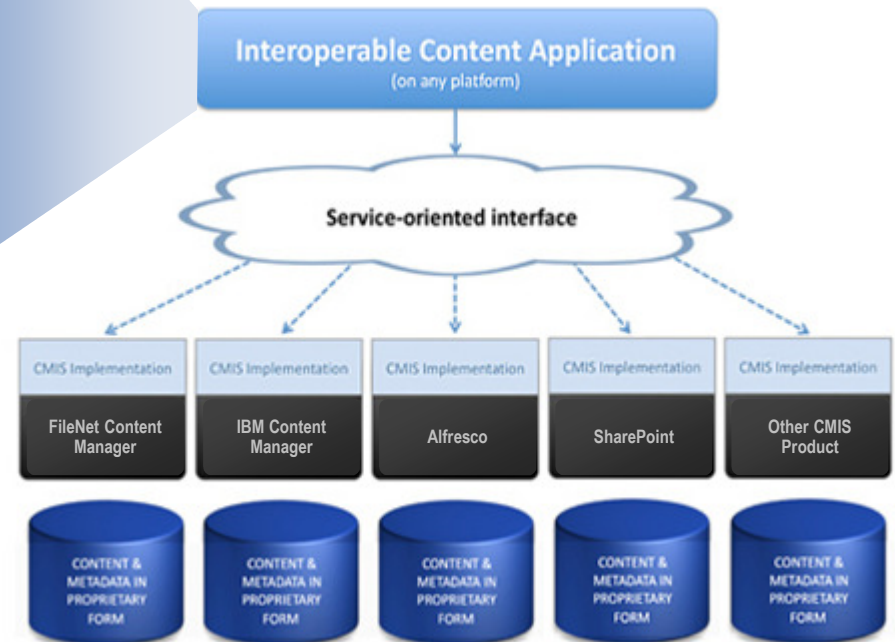 Interoperable Content Application
(on any platform)
Service-oriented interface
CMIS Implementation
CMIS Implementation
CMIS Implementation
CMIS Implementation
CMIS Implementation
FileNet Content
Manager
IBM Content
Manager
Alfresco
SharePoint
Other CMIS
Product
CONTENT &
METADATA IN
PROPRIETARY
FORM
CONTENT &
METADATA IN
PROPRIETARY
FORM
CONTENT &
METADATA IN
PROPRIETARY
FORM
CONTENT &
METADATA IN
PROPRIETARY
FORM
CONTENT &
METADATA IN
PROPRIETARY
FORM